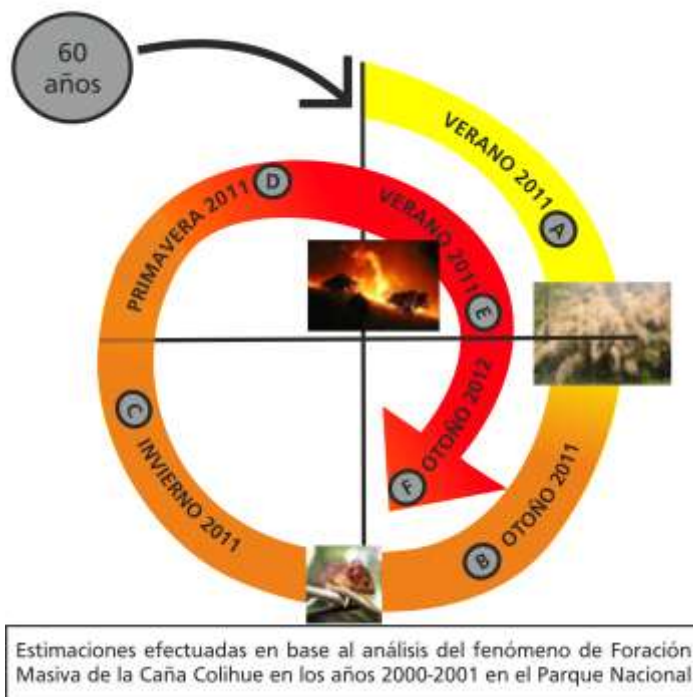 60
años
VERANO 2011
A
OTOÑO 2011
B
INVIERNO 2011
C
PRIMAVERA 2011
D
VERANO 2011
E
OTOÑO 2012
F
Estimaciones efectuadas en base al análisis del fenómeno de Foración
Masiva de la Caña Colihue en los años 2000-2001 en el Parque Nacional